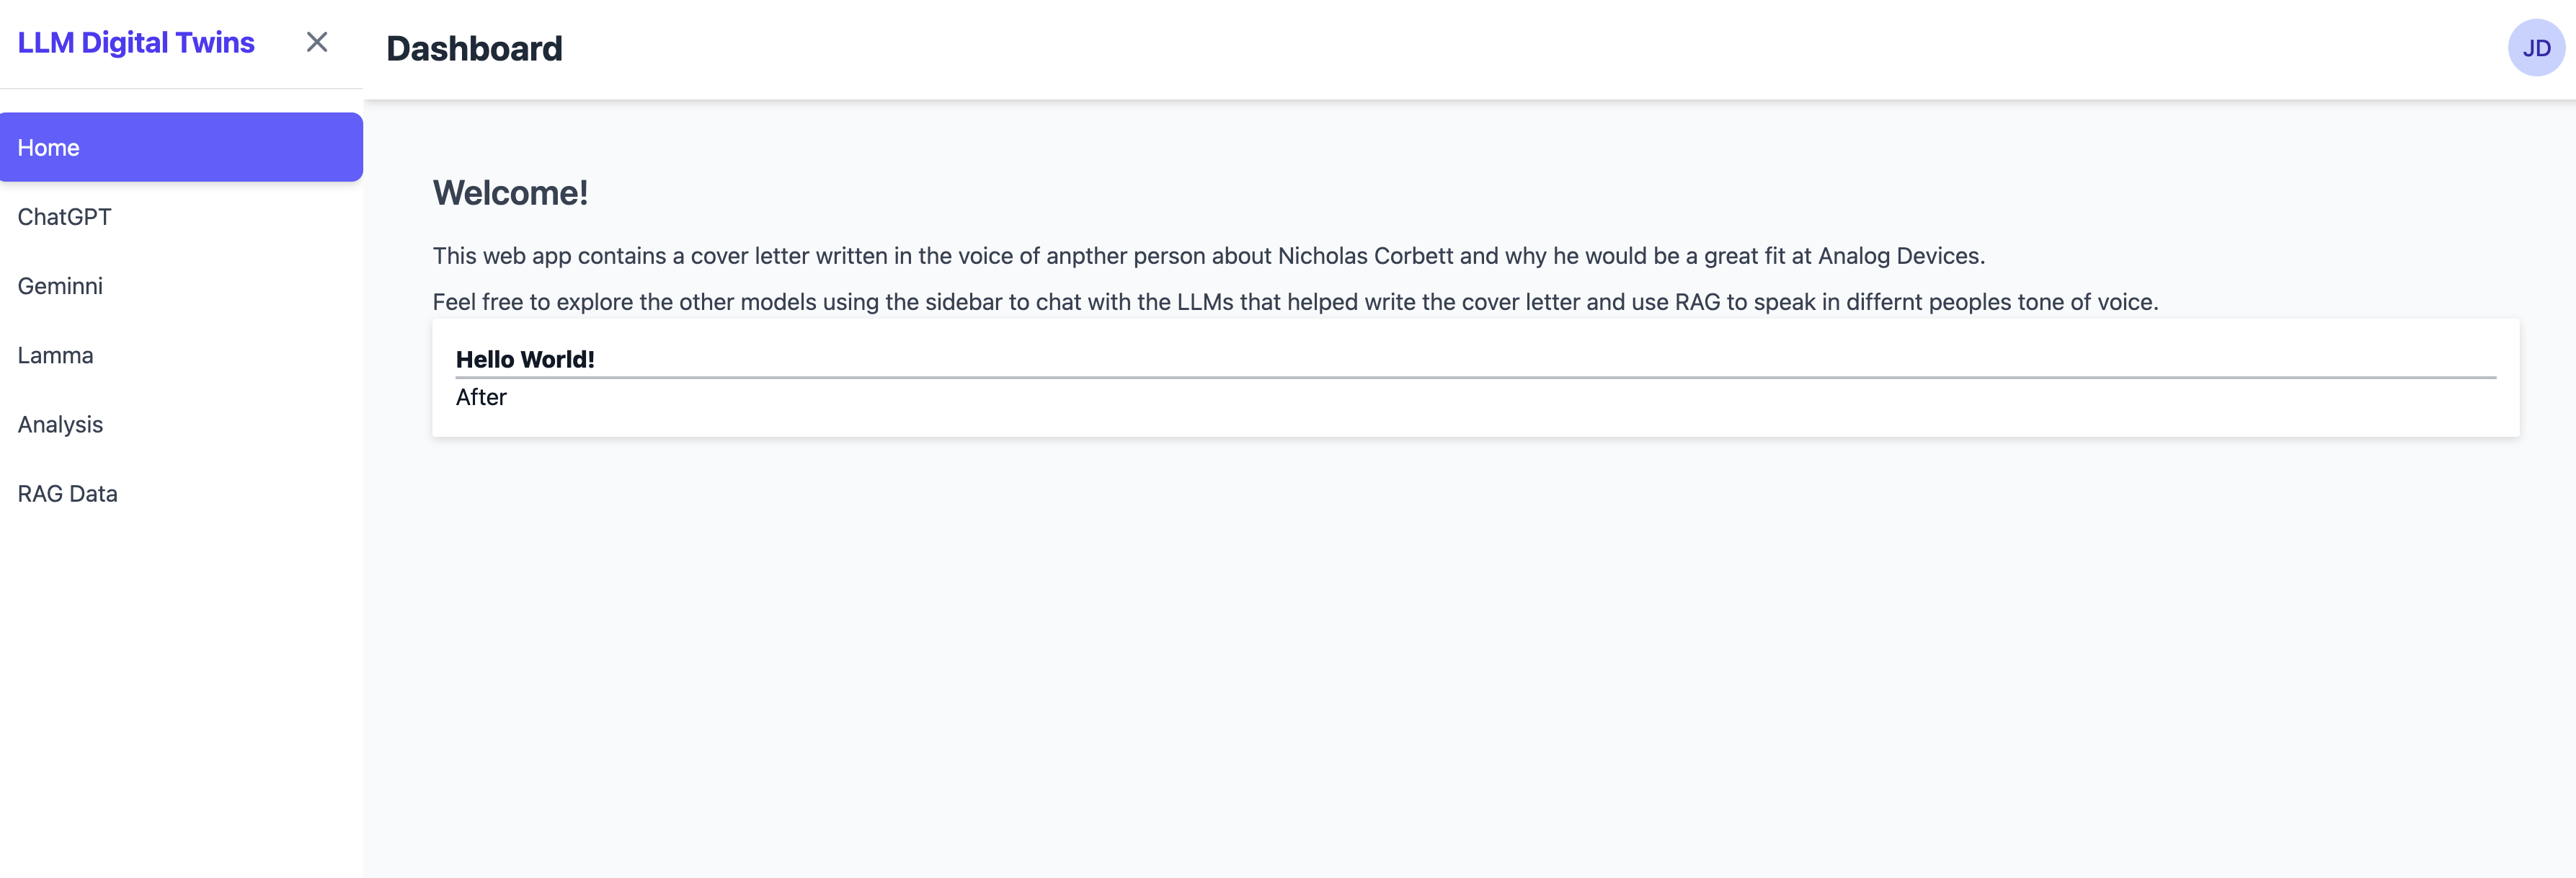 LLM Digital Twins
Dashboard
JD
Home
ChatGPT
Geminni
Lamma
Analysis
RAG Data
Welcome!
This web app contains a cover letter written in the voice of anpther person about Nicholas Corbett and why he would be a great fit at Analog Devices.
Feel free to explore the other models using the sidebar to chat with the LLMs that helped write the cover letter and use RAG to speak in differnt peoples tone of voice.
Hello World!
After